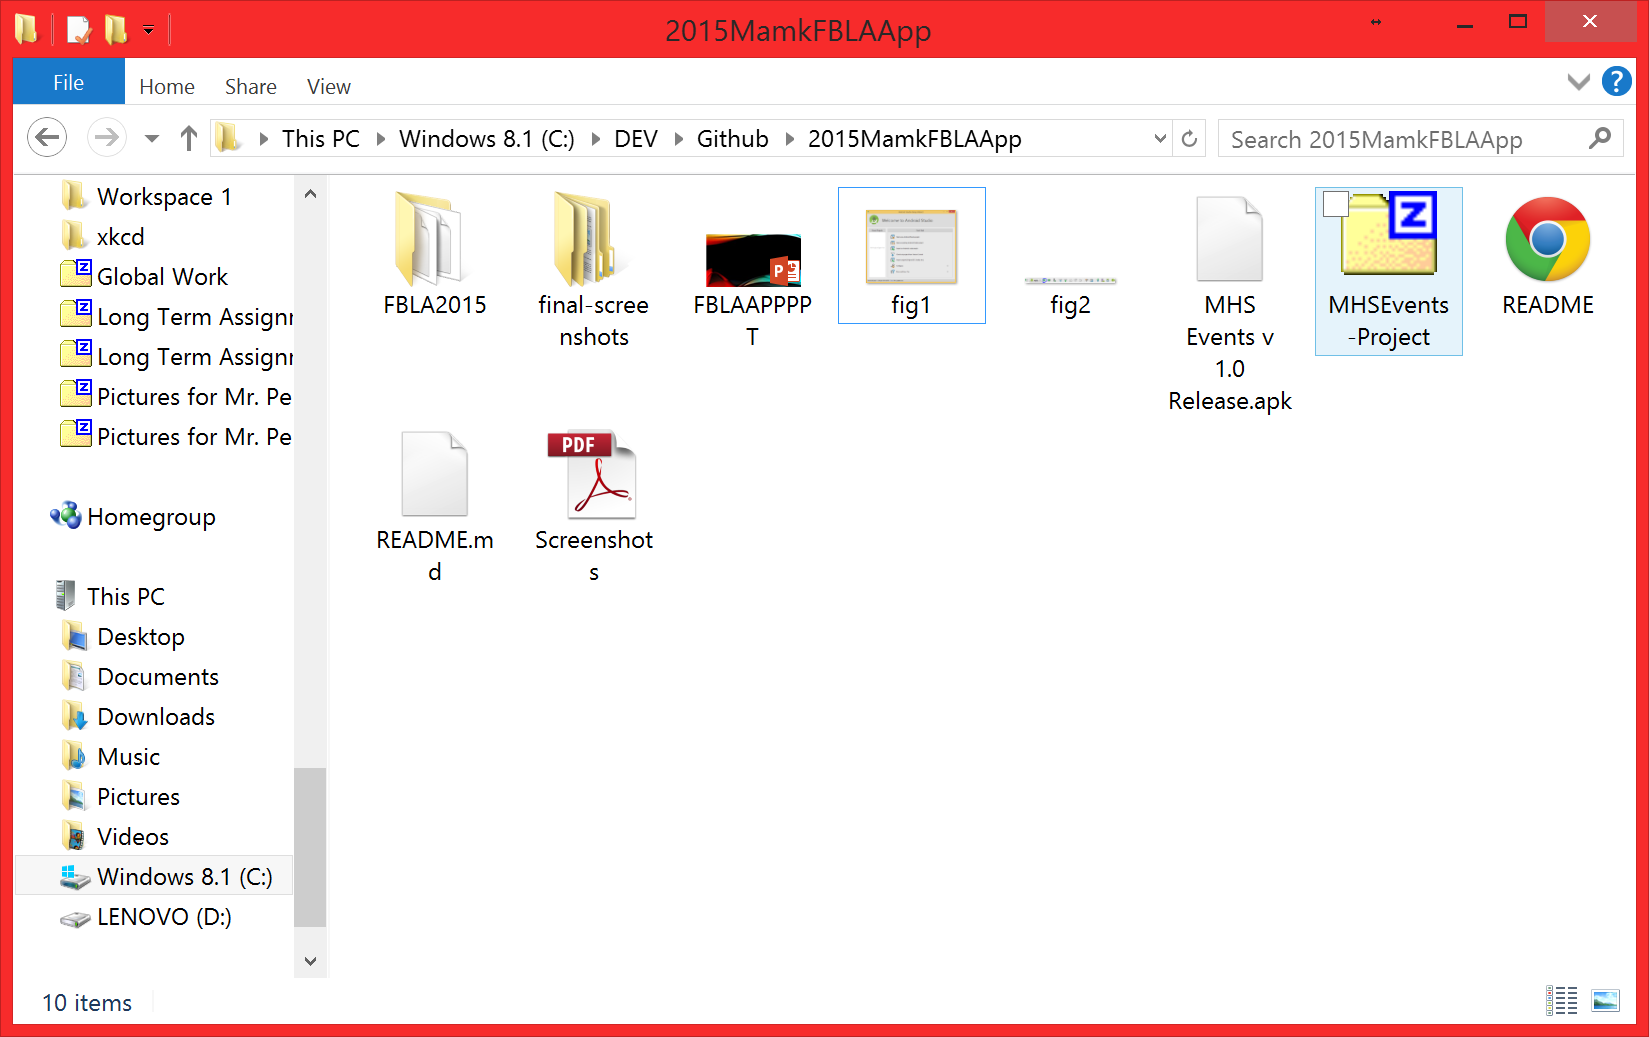 2015MamkFBLAApp
File
Home
Share
View
?
This PC
Windows 8.1 (C:)
DEV
Github
2015MamkFBLAApp
Search 2015MamkFBLAApp
Workspace 1
xkcd
Global Work
Long Term Assignr
Long Term Assignr
Pictures for Mr. Pe
Pictures for Mr. Pe
Homegroup
This PC
Desktop
Documents
Downloads
Music
Pictures
Videos
Windows 8.1 (C:)
LENOVO (D:)
FBLA2015
final-scree
nshots
FBLAAPPPP
T
fig1
fig2
MHS
Events v
1.0
Release.apk
MHSEvents
-Project
README
README.m
d
PDF
Screenshot
s
10 items